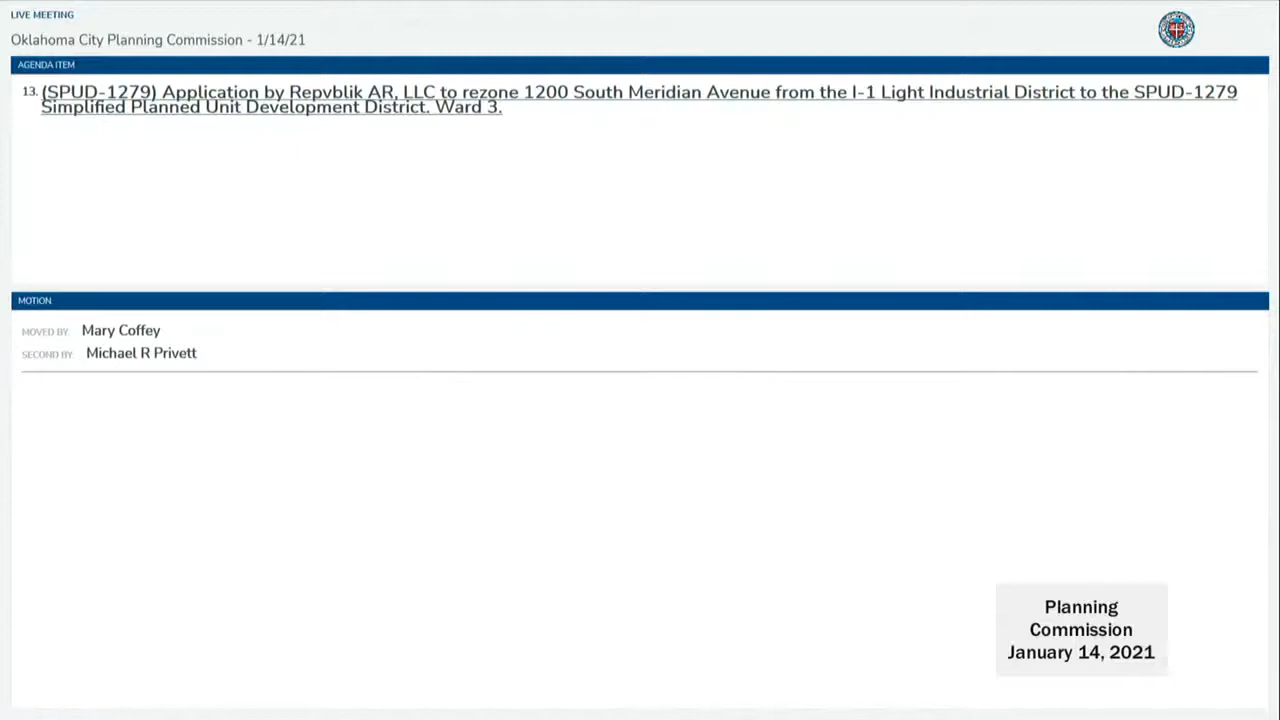 LIVE MEETING
Oklahoma City Planning Commission - 1/14/21
AGENDA ITEM
13. (SPUD-1279) Application by Repvblik AR, LLC to rezone 1200 South Meridian Avenue from the I-1 Light Industrial District to the SPUD-1279
Simplified Planned Unit Development District. Ward 3.
MOTION
MOVED BY: Mary Coffey
SECOND BY: Michael R Privett
Planning
Commission
January 14, 2021